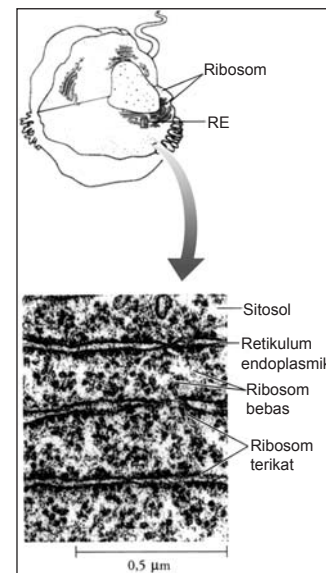 Ribosom
RE
Sitosol
Retikulum
endoplasmik
Ribosom
bebas
Ribosom
terikat
0,5 µm